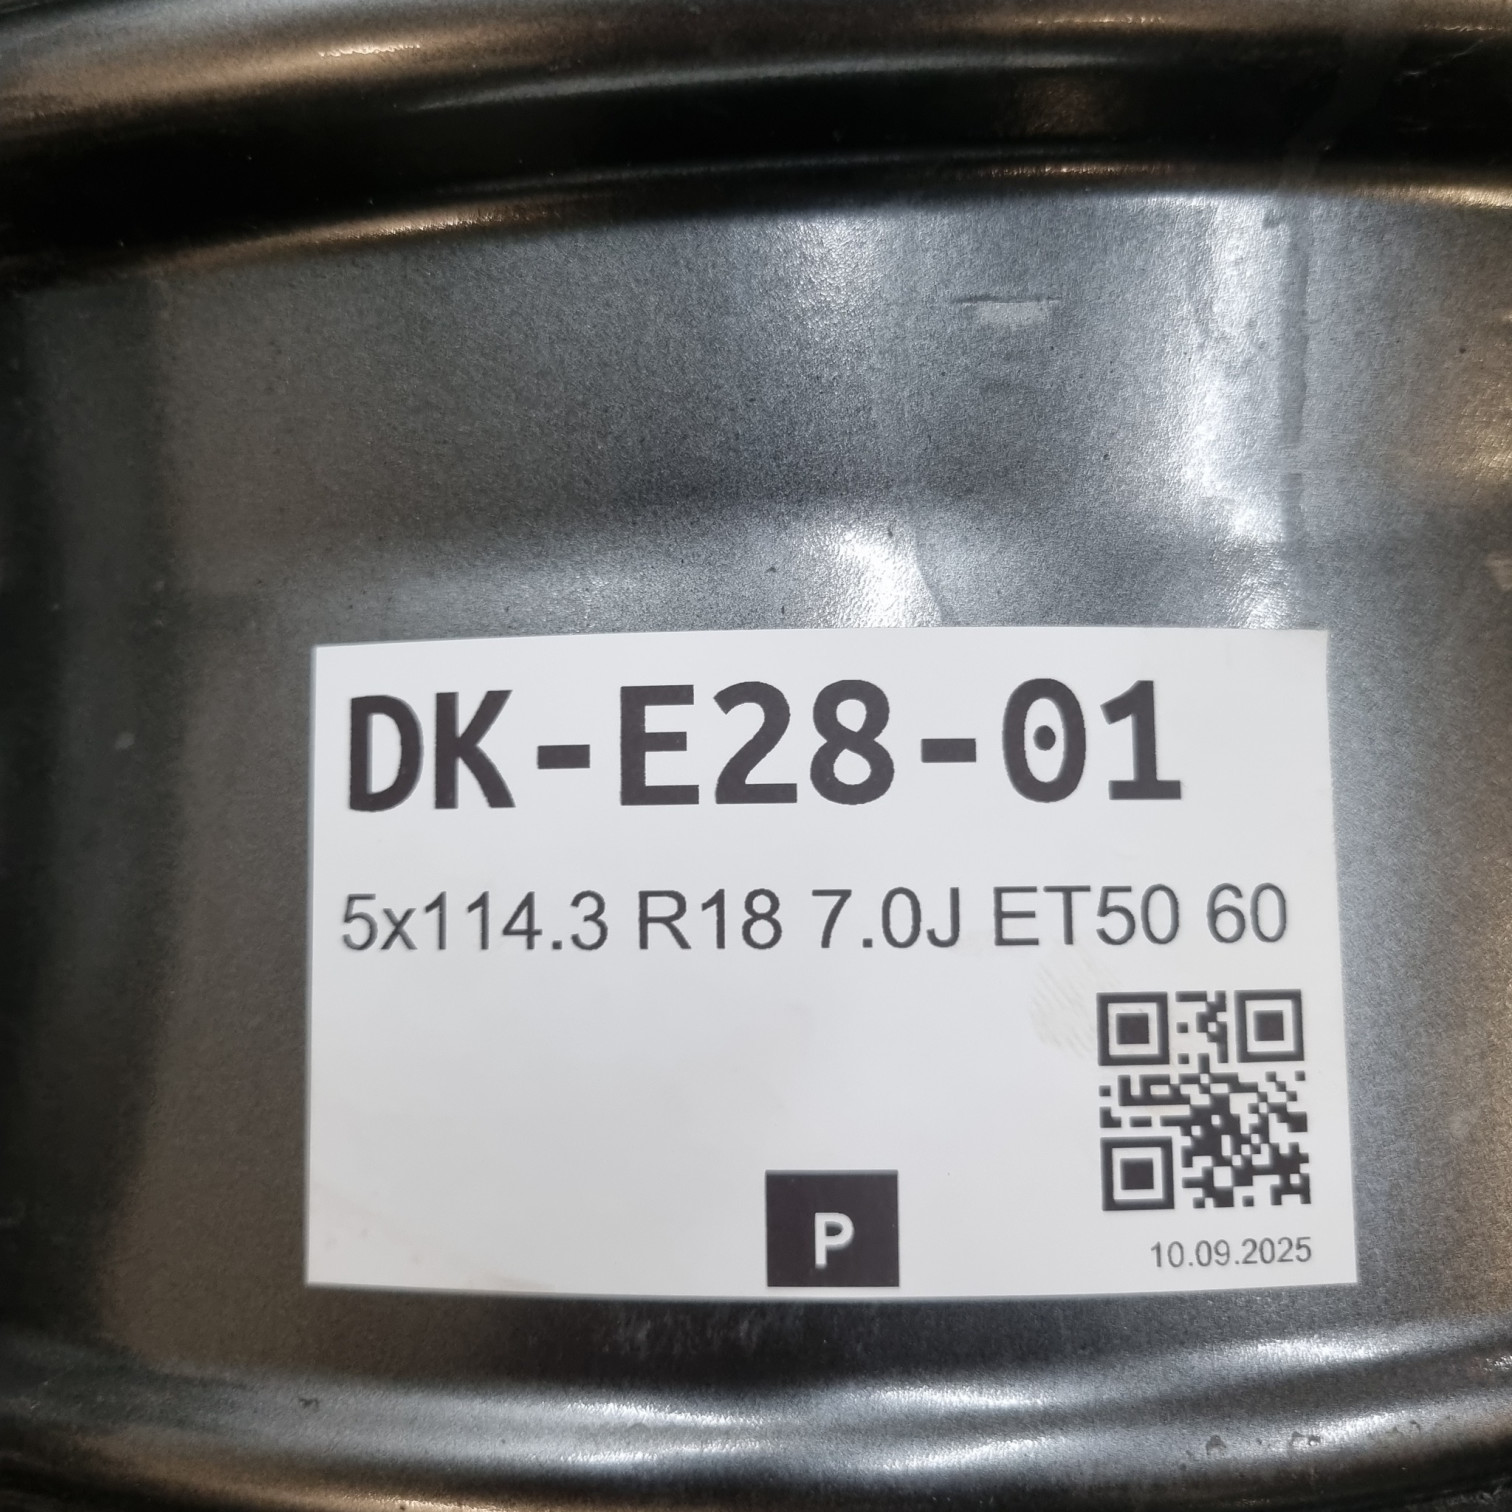 DK-E28-01
5x114.3 R18 7.0J ET50 60
P
10.09.2025